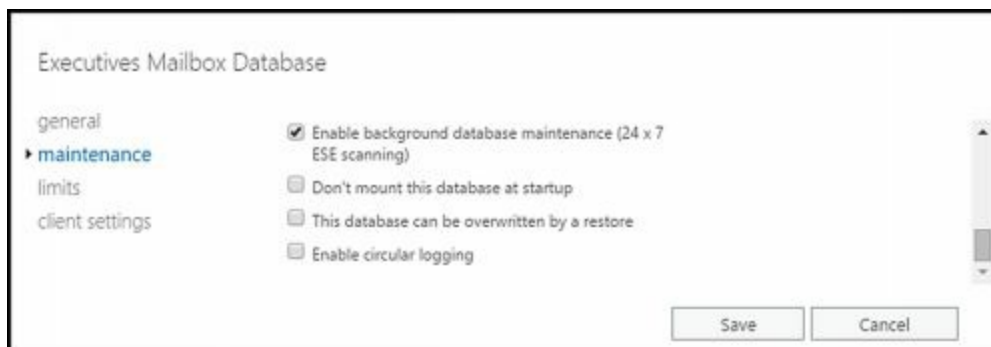 Executives Mailbox Database
general
maintenance
limits
client settings
Enable background database maintenance (24 x 7
ESE scanning)
Don't mount this database at startup
This database can be overwritten by a restore
Enable circular logging
Save
Cancel